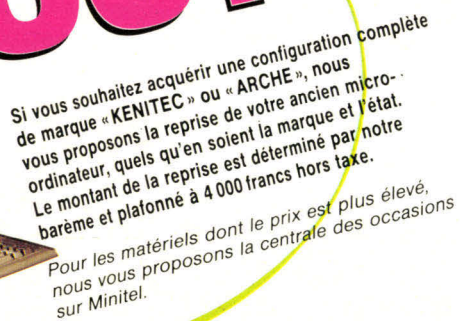 Si vous souhaitez acquérir une configuration complète
de marque « KENITEC » ou « ARCHE », nous
vous proposons la reprise de votre ancien micro-
ordinateur, quels qu'en soient la marque et l'état.
Le montant de la reprise est déterminé par notre
barème et plafonné à 4 000 francs hors taxe.
Pour les matériels dont le prix est plus élevé,
nous vous proposons la centrale des occasions
sur Minitel.